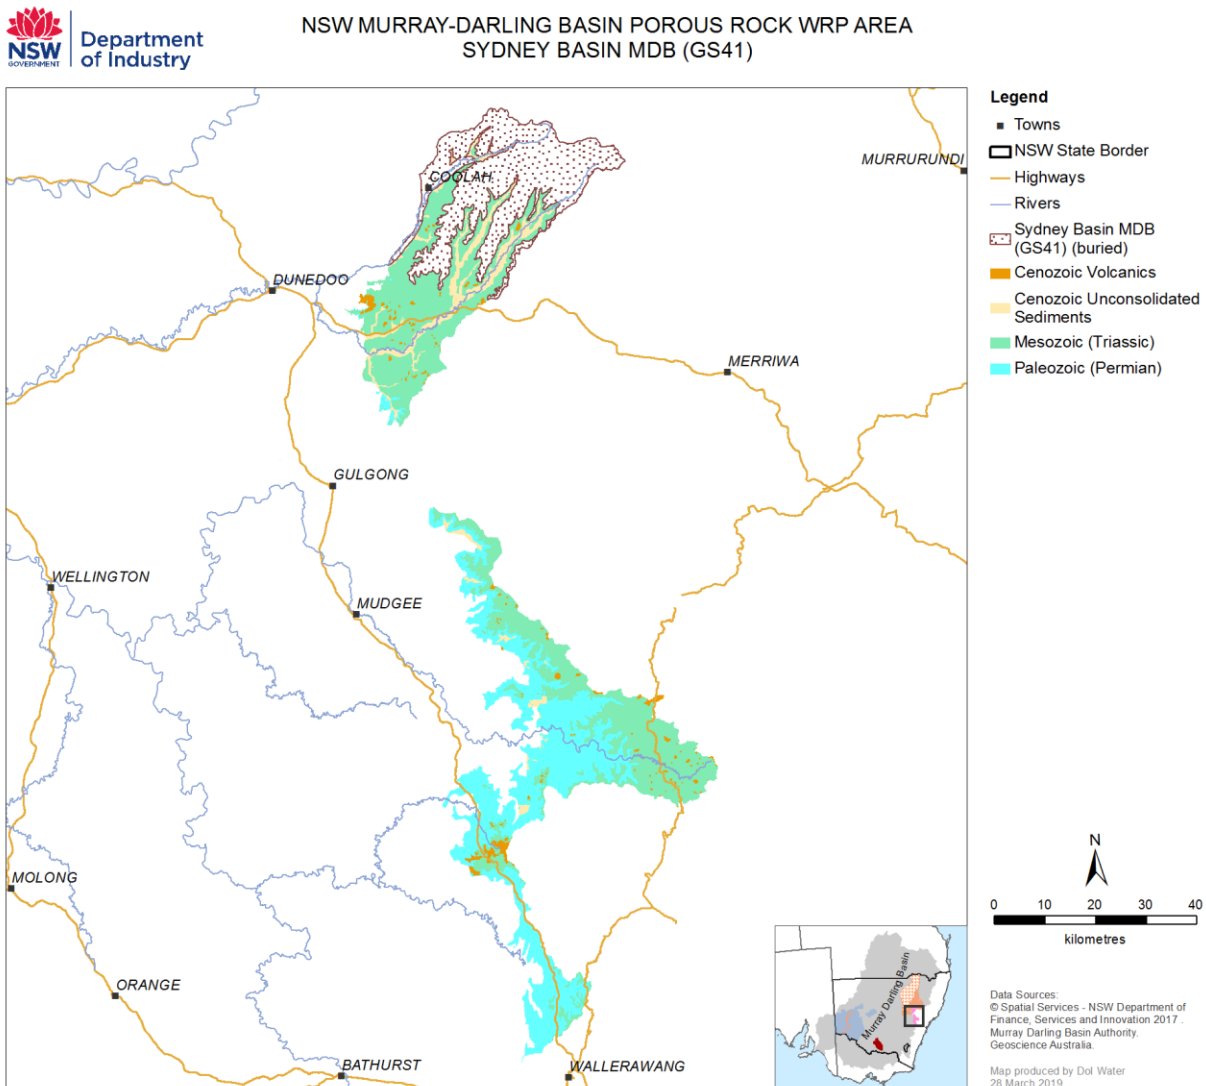 NSW
GOVERNMENT
Department
of Industry
NSW MURRAY-DARLING BASIN POROUS ROCK WRP AREA
SYDNEY BASIN MDB (GS41)
MURRURUNDI
COOLAH
DUNEDOO
MERRIWA
GULGONG
WELLINGTON
MUDGEE
MOLONG
ORANGE
BATHURST
WALLERAWANG
Legend
Towns
NSW State Border
Highways
Rivers
Sydney Basin MDB
(GS41) (buried)
Cenozoic Volcanics
Cenozoic Unconsolidated
Sediments
Mesozoic (Triassic)
Paleozoic (Permian)
N
0 10 20 30 40
kilometres
Murray Darling Basin
Data Sources:
© Spatial Services - NSW Department of
Finance, Services and Innovation 2017 .
Murray Darling Basin Authority.
Geoscience Australia.
Map produced by DoI Water
28 March 2019